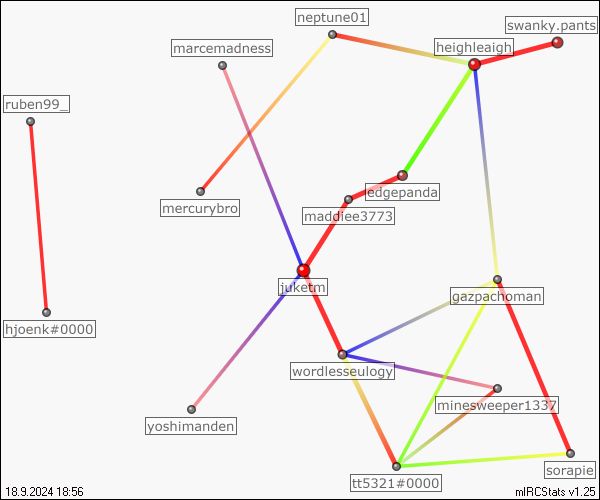 neptune01
swanky.pants
marcemadness
heighleaigh
ruben99_
edgepanda
mercurybro
maddiee3773
juketm
gazpachoman
hjoenk#0000
wordlesseulogy
minesweeper1337
yoshimanden
sorapie
tt5321#0000
18.9.2024 18:56
mIRCStats v1.25